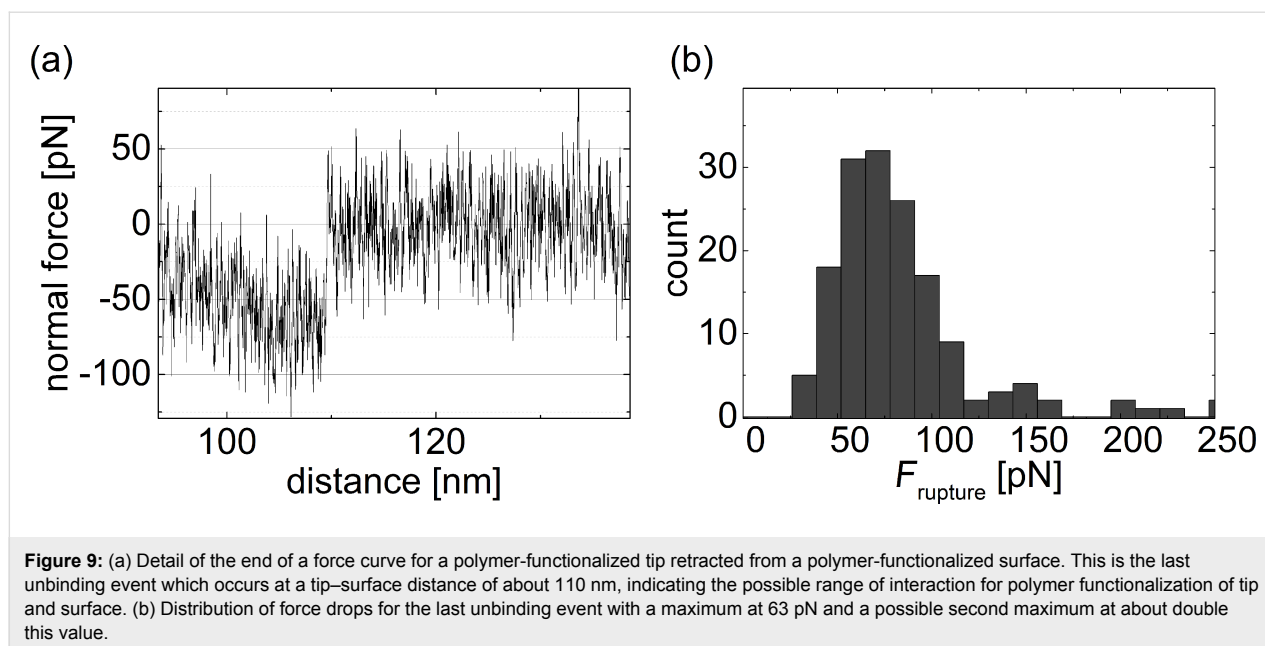 (a)
(b)
normal force [pN]
50
0
-50
-100
100
120
distance [nm]
count
30
20
10
0
0
50
100
150
200
250
F rupture [pN]
Figure 9: (a) Detail of the end of a force curve for a polymer-functionalized tip retracted from a polymer-functionalized surface. This is the last
unbinding event which occurs at a tip–surface distance of about 110 nm, indicating the possible range of interaction for polymer functionalization of tip
and surface. (b) Distribution of force drops for the last unbinding event with a maximum at 63 pN and a possible second maximum at about double
this value.